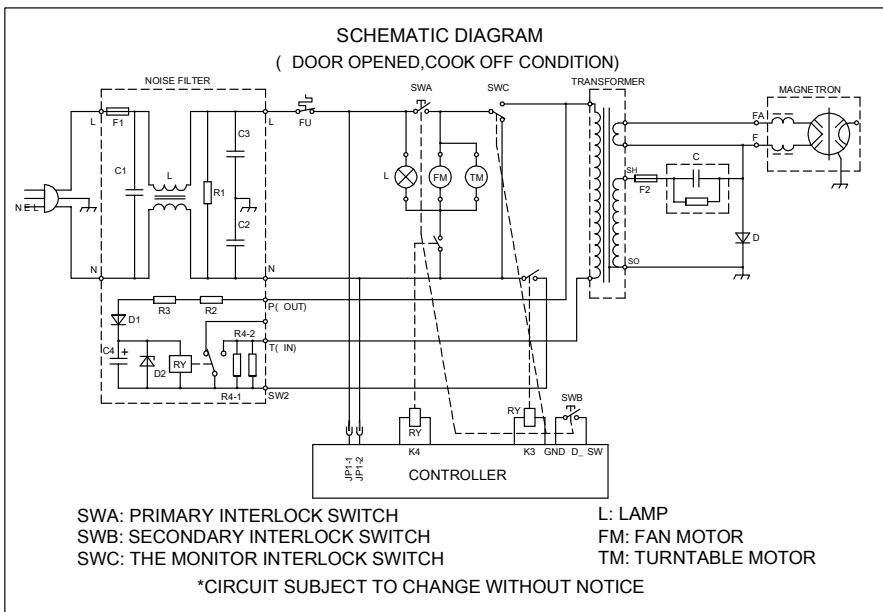 SCHEMATIC DIAGRAM
( DOOR OPENED,COOK OFF CONDITION)
NOISE FILTER
SWA
SWC
TRANSFORMER
MAGNETRON
L
F1
C3
L
FU
FA
F
C1
L
R1
L
FM
TM
SH
F2
C
N E L
C2
D
N
N
SO
R3
R2
P( OUT)
D1
R4-2
T( IN)
C4
+
D2
RY
R4-1
SW2
SWB
RY
RY
JP1-1
JP1-2
K4
K3
GND
D_ SW
CONTROLLER
SWA: PRIMARY INTERLOCK SWITCH
L: LAMP
SWB: SECONDARY INTERLOCK SWITCH
FM: FAN MOTOR
SWC: THE MONITOR INTERLOCK SWITCH
TM: TURNTABLE MOTOR
*CIRCUIT SUBJECT TO CHANGE WITHOUT NOTICE